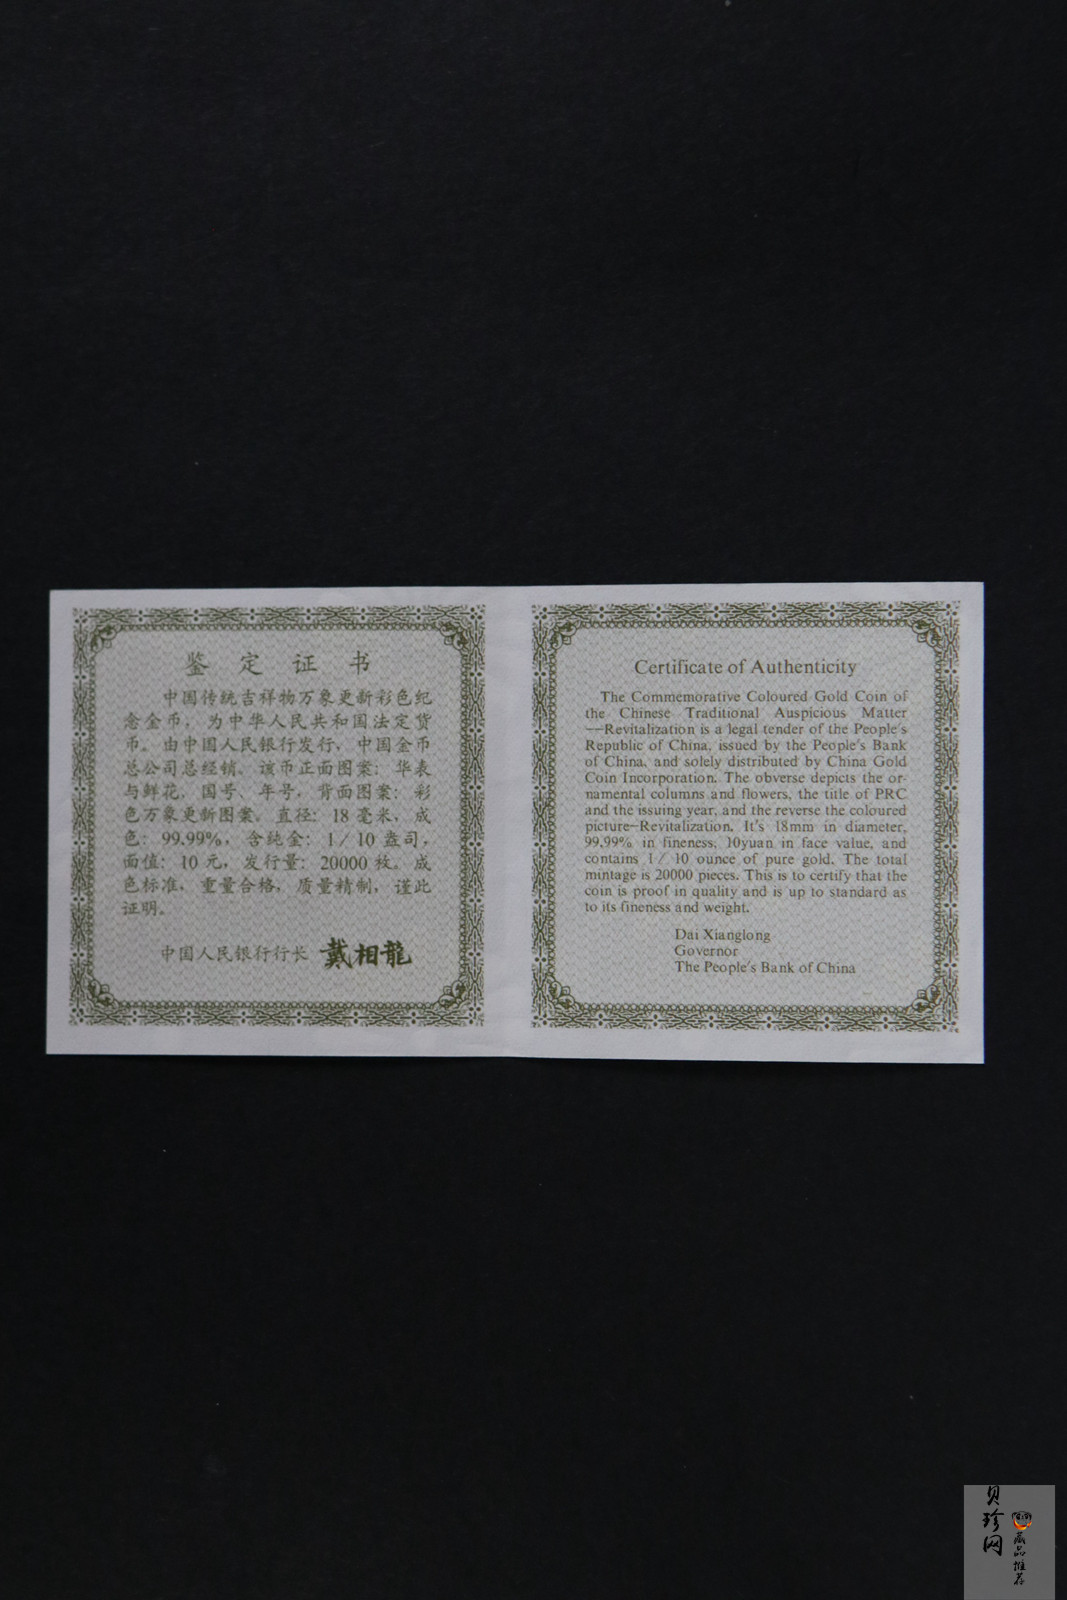 鉴定证书
中国传统吉祥物万象更新彩色纪
念金币，为中华人民共和国法定货
币。由中国人民银行发行，中国金币
总公司总经销。该币正面图案：华表
与鲜花，国号、年号，背面图案：彩
色万象更新图案。直径：18毫米，成
色：99.99%，含纯金：1/10盎司，
面值：10元，发行量：20000枚。成
色标准，重量合格，质量精制，谨此
证明。
中国人民银行行长 戴相龍
Certificate of Authenticity
The Commemorative Coloured Gold Coin of
the Chinese Traditional Auspicious Matter
—Revitalization is a legal tender of the People's
Republic of China, issued by the People's Bank
of China, and solely distributed by China Gold
Coin Incorporation. The obverse depicts the or-
namental columns and flowers, the title of PRC
and the issuing year, and the reverse the coloured
picture—Revitalization. It's 18mm in diameter,
99.99% in fineness, 10yuan in face value, and
contains 1/10 ounce of pure gold. The total
mintage is 20000 pieces. This is to certify that the
coin is proof in quality and is up to standard as
to its fineness and weight.
Dai Xianglong
Governor
The People's Bank of China
贝珍网
藏品推荐